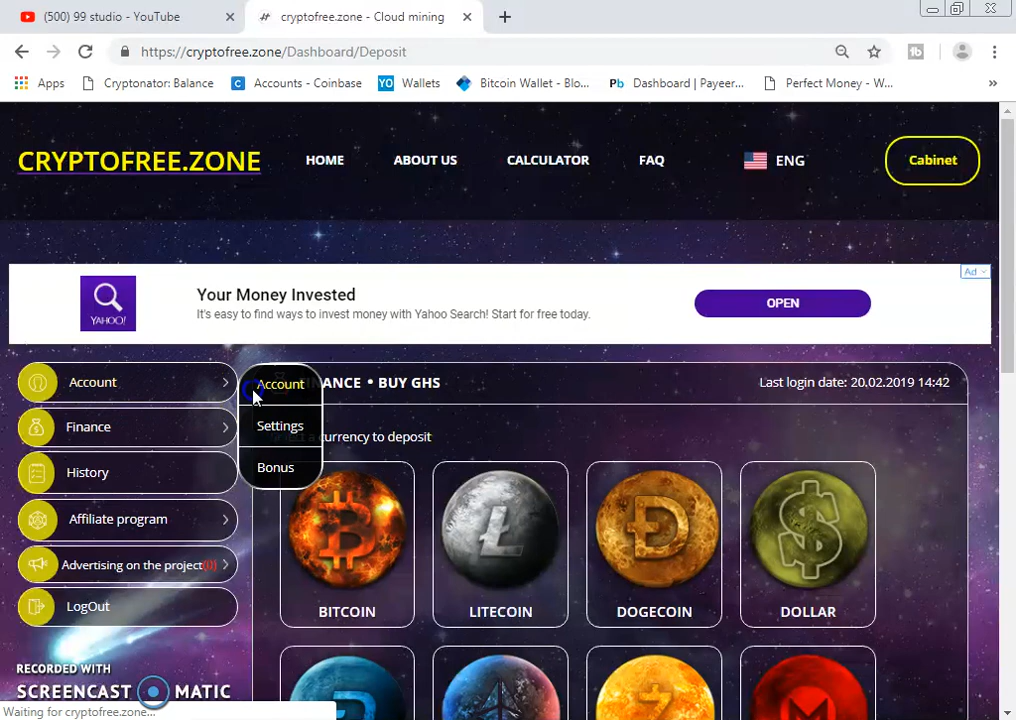 (500) 99 studio - YouTube
cryptofree.zone - Cloud mining
https://cryptofree.zone/Dashboard/Deposit
Apps
Cryptonator: Balance
C Accounts - Coinbase
YO Wallets
Bitcoin Wallet - Blo...
Pb Dashboard (Payeer...
Perfect Money - W...
»
CRYPTOFREE.ZONE
HOME
ABOUT US
CALCULATOR
FAQ
ENG
Cabinet
Ad
YAHOO!
Your Money Invested
It's easy to find ways to invest money with Yahoo Search! Start for free today.
OPEN
Account
Finance
History
Affiliate program
Advertising on the project(0)
LogOut
Account
Settings
Bonus
INANCE • BUY GHS
Last login date: 20.02.2019 14:42
a currency to deposit
BITCOIN
LITECOIN
DOGECOIN
DOLLAR
RECORDED WITH
SCREENCAST MATIC
Waiting for cryptofree.zone...